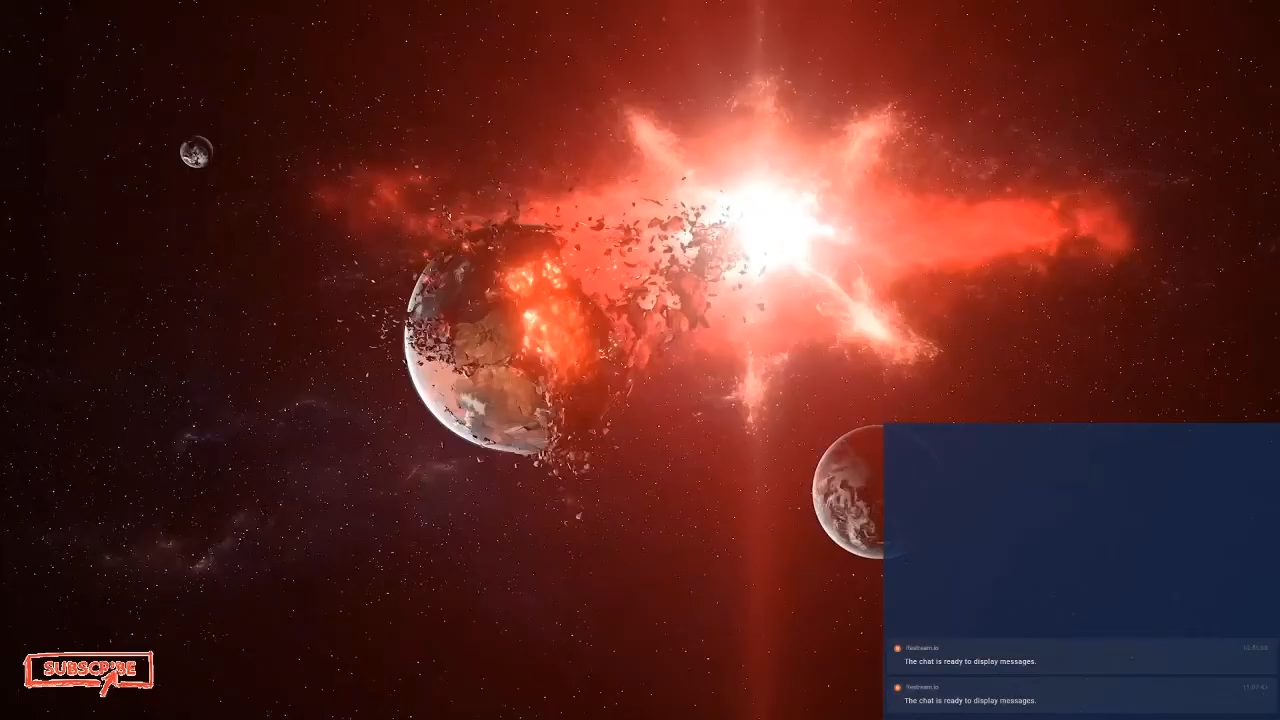 SUBSCRIBE
Restream.io
The chat is ready to display messages.
Restream.io
The chat is ready to display messages.